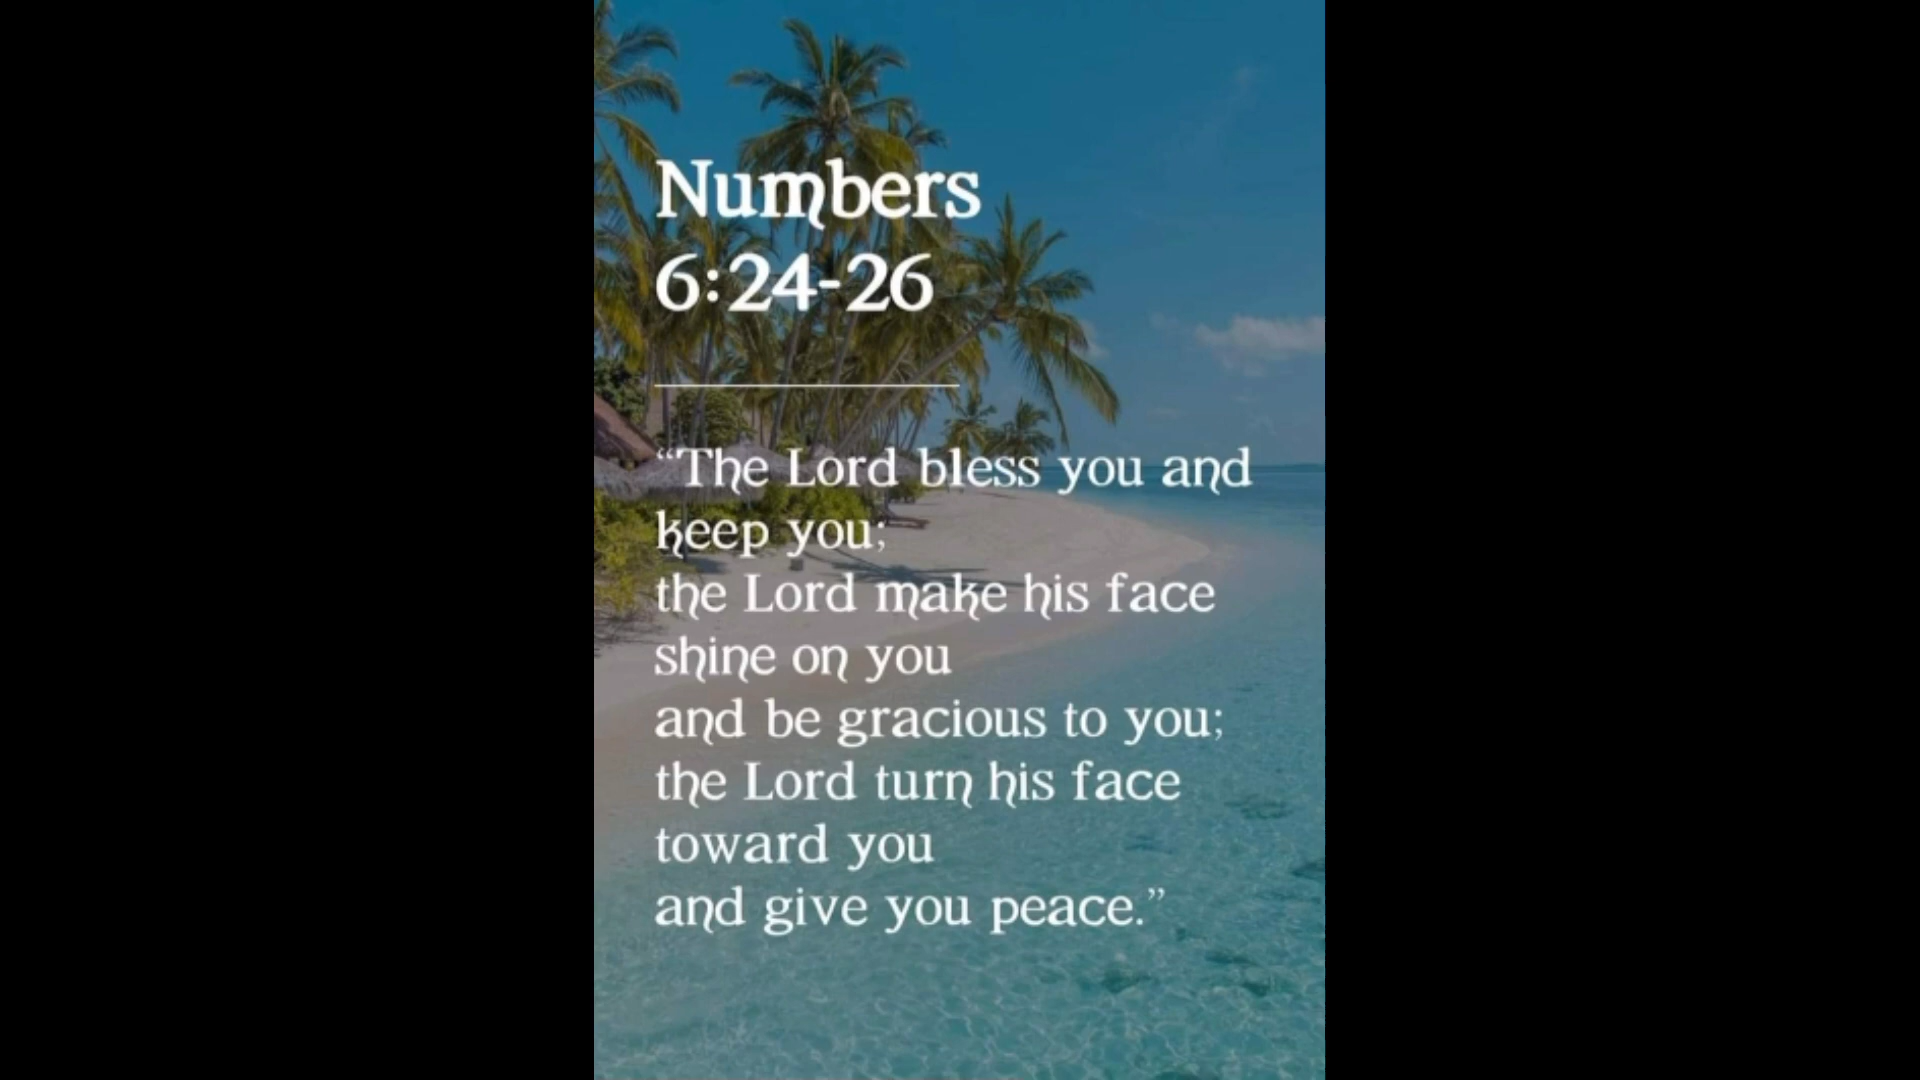 Numbers
6:24-26
“The Lord bless you and
keep you;
the Lord make his face
shine on you
and be gracious to you;
the Lord turn his face
toward you
and give you peace.”